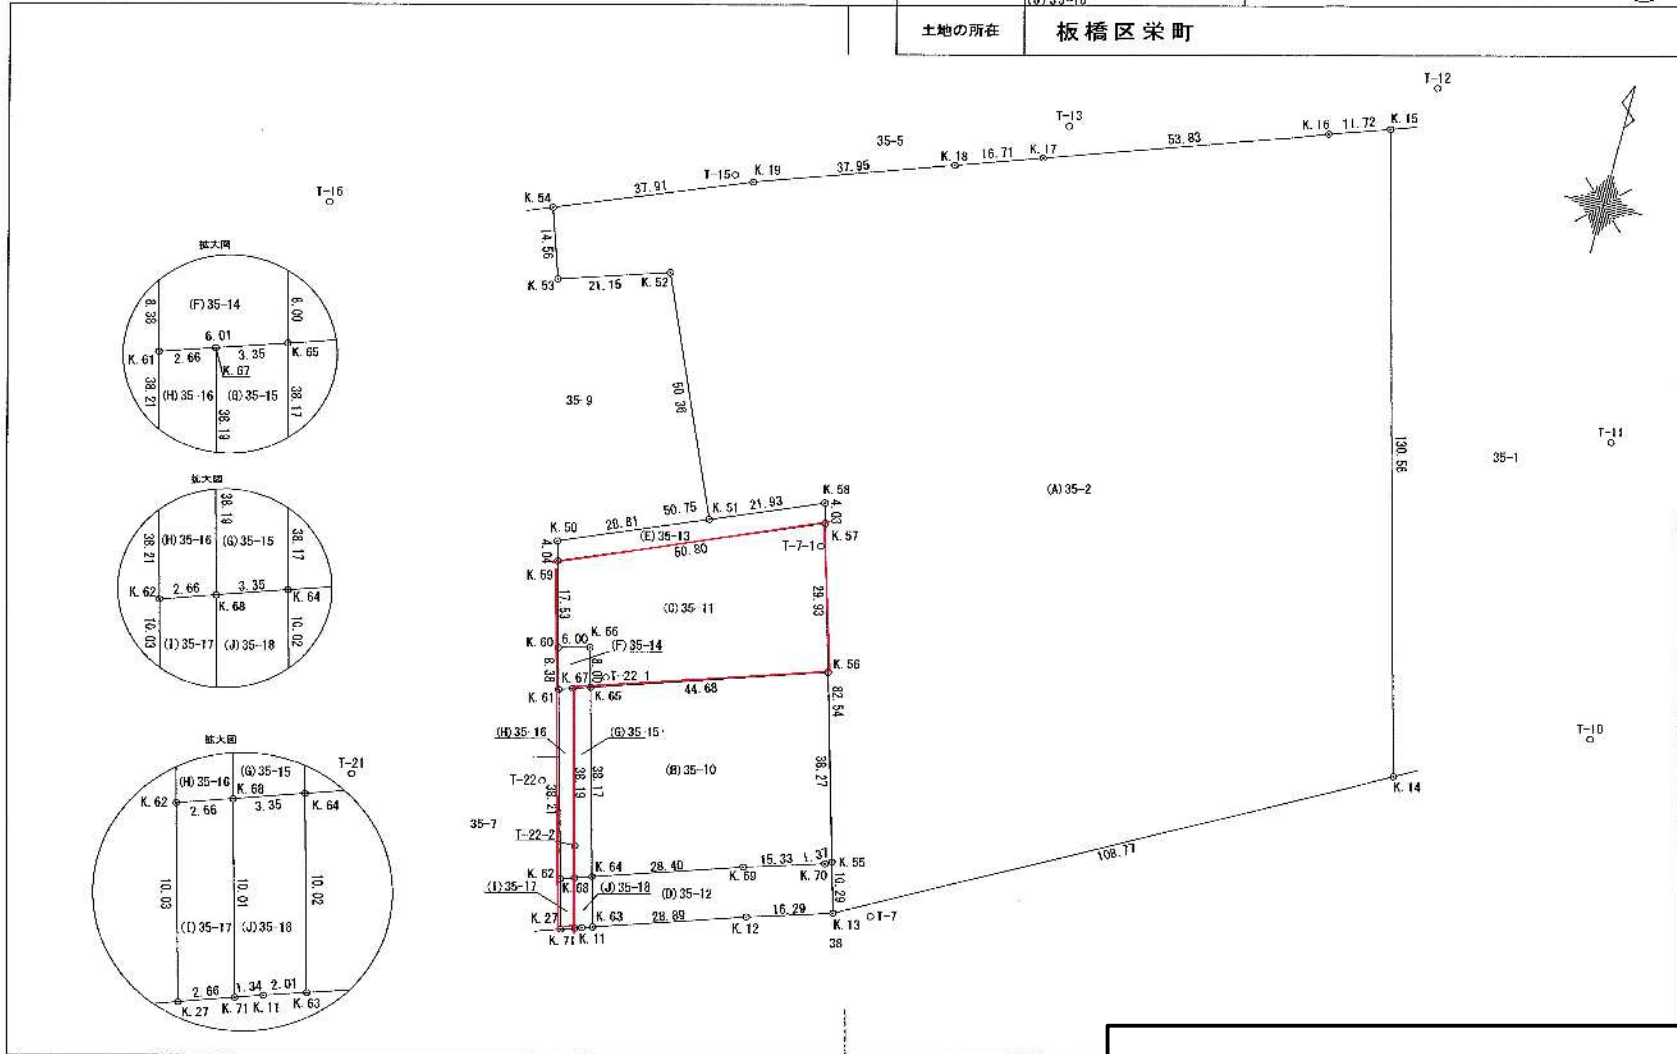 土地の所在 板橋区栄町
T-12
T-13
35-5
K.16 11.72 K.15
53.83
K.18 16.71 K.17
T-15 K.19 37.95
37.91
T-16
K.54
14.56
K.53 21.15 K.52
拡大図
(F)35-14
8.38
6.00
6.01
K.61 2.66 3.35 K.65
K.67
38.21 (H)35-16 (G)35-15 38.17
38.19
35-9
50.36
T-11
35-1
130.56
(A)35-2
拡大図
38.19
38.21 (H)35-16 (G)35-15 38.17
K.62 2.66 3.35 K.64
K.68
10.03 (I)35-17 (J)35-18 10.02
K.58
4.03
K.50 28.81 50.75 K.51 21.93
(E)35-13
K.57
4.04
50.80
T-7-1
K.59
17.53
29.93
(C)35-11
K.60 6.00 K.66
(F)35-14
8.38
8.00
K.67 T-22-1
K.61 K.65 44.68
K.56
82.54
(H)35-16 (G)35-15
T-10
(B)35-10
T-22
38.21
38.19
38.17
38.27
35-7
T-22-2
K.14
108.77
K.62 K.68 K.64 28.40 K.69 15.33 K.70 1.37 K.55
(I)35-17 (J)35-18 (D)35-12
10.29
K.27 K.71 K.11 K.63 28.89 K.12 16.29 K.13 T-7
38
拡大図
T-21
(H)35-16 (G)35-15
K.62 2.66 K.68 3.35 K.64
10.03
10.01
10.02
(I)35-17 (J)35-18
2.66 1.34 2.01
K.27 K.71 K.11 K.63